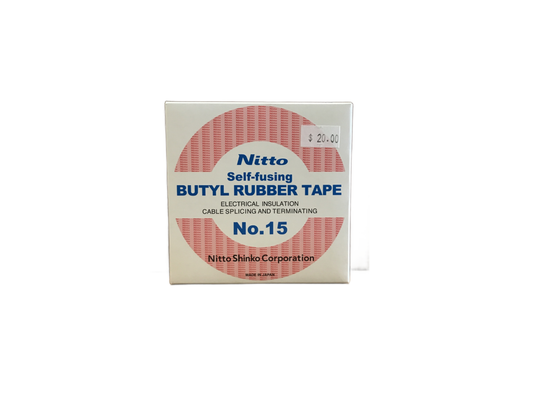 $ 20.00
Nitto
Self-fusing
BUTYL RUBBER TAPE
ELECTRICAL INSULATION
CABLE SPLICING AND TERMINATING
No.15
Nitto Shinko Corporation
MADE IN JAPAN